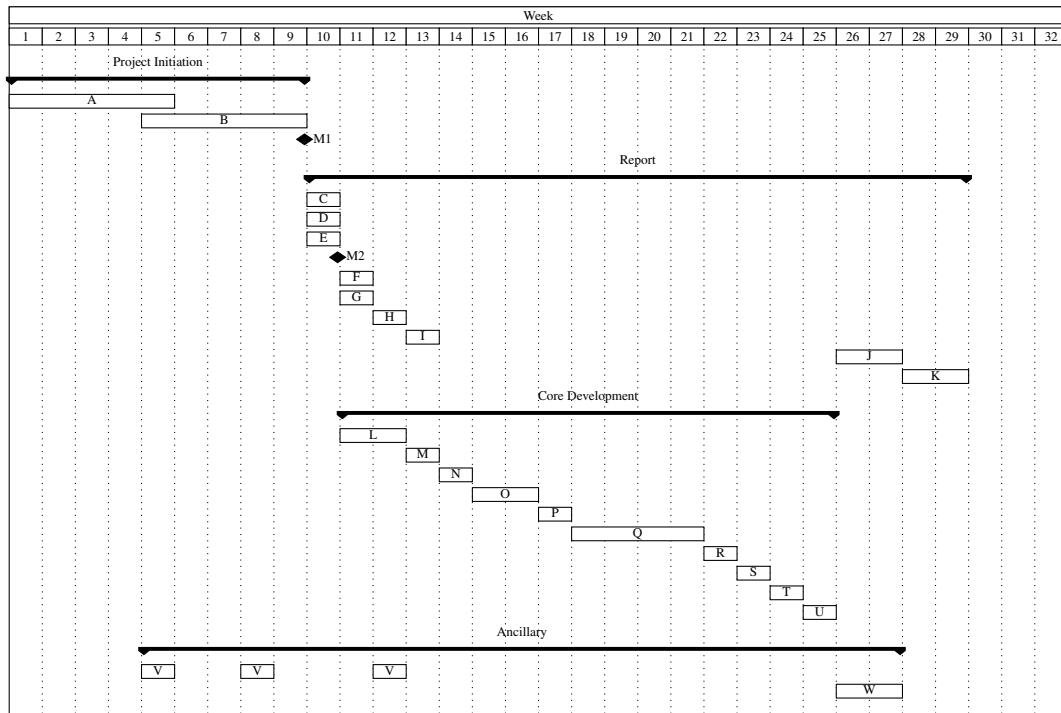 Week
1 2 3 4 5 6 7 8 9 10 11 12 13 14 15 16 17 18 19 20 21 22 23 24 25 26 27 28 29 30 31 32
Project Initiation
A
B
M1
Report
C
D
E
M2
F
G
H
I
J
K
Core Development
L
M
N
O
P
Q
R
S
T
U
Ancillary
V V V
W